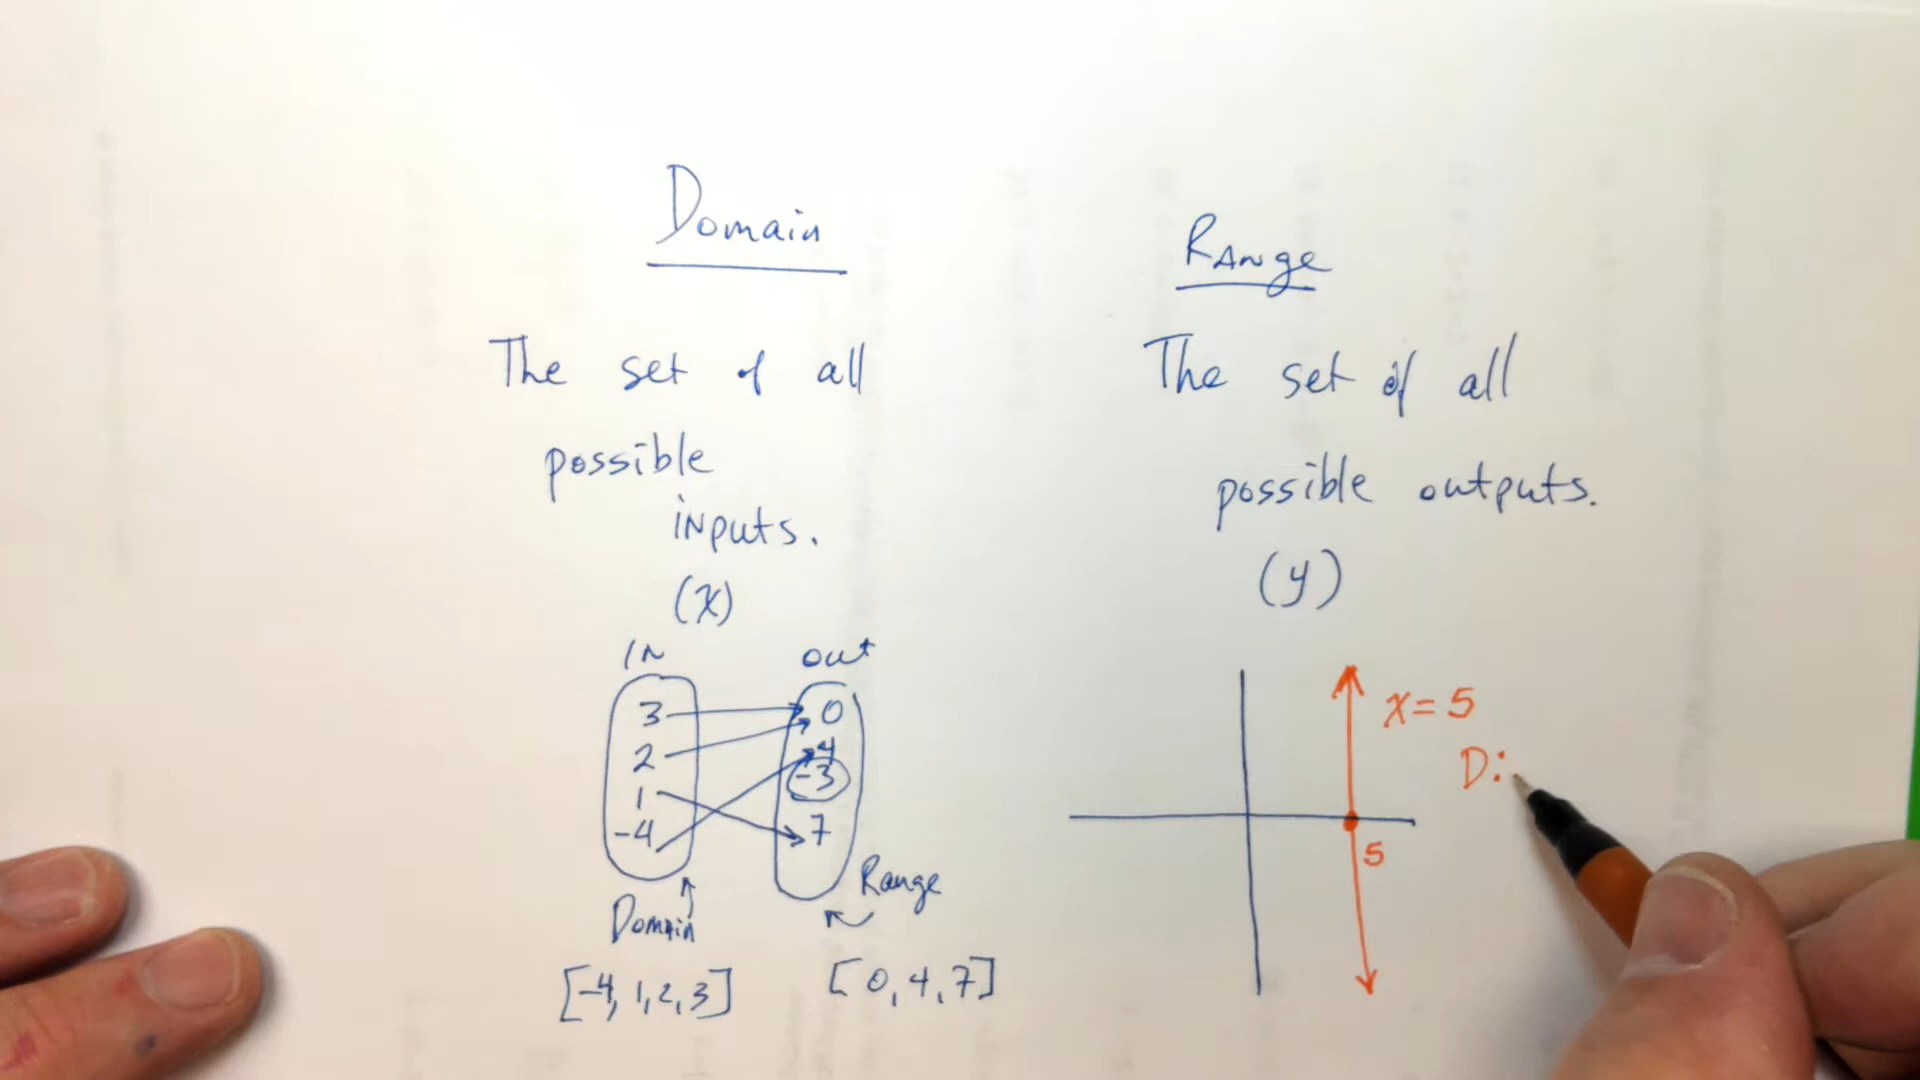 Domain
The set of all
possible
inputs.
(x)
Range
The set of all
possible outputs.
(y)
IN
out
3
2
1
-4
0
4
-3
7
Domain
Range
[-4, 1, 2, 3]
[0, 4, 7]
x = 5
D:
5